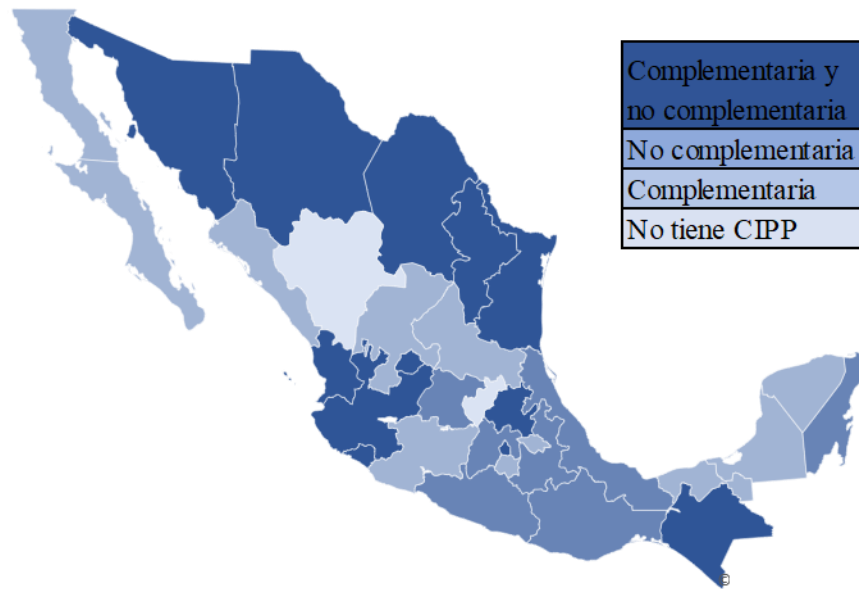 Complementaria y
no complementaria
No complementaria
Complementaria
No tiene CIPP